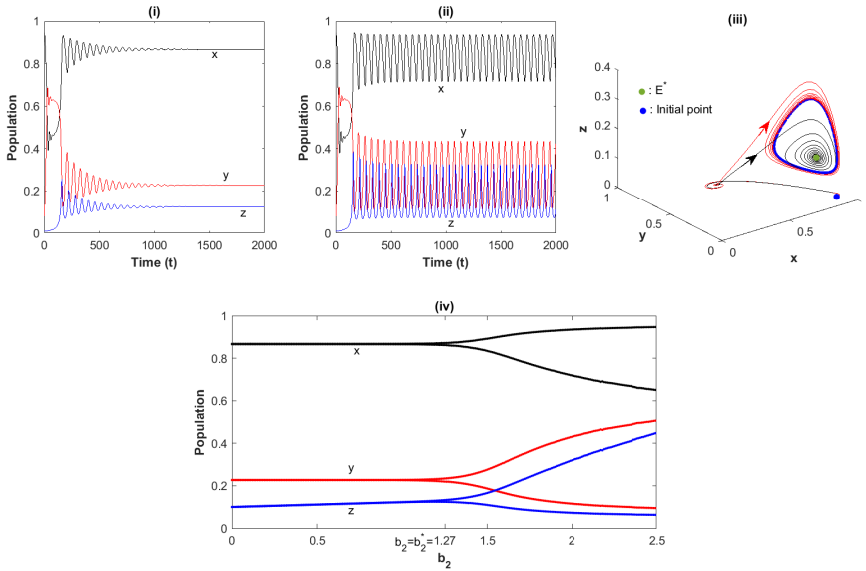 (i)
1
0.8
0.6
0.4
0.2
0
Population
x
y
z
0 500 1000 1500 2000
Time (t)
(ii)
1
0.8
0.6
0.4
0.2
0
Population
x
y
z
0 500 1000 1500 2000
Time (t)
(iii)
0.4
0.3
0.2
0.1
0
z
: E*
: Initial point
1
0.5
0
y
0
0.5
x
(iv)
1
0.8
0.6
0.4
0.2
0
Population
x
y
z
0 0.5 b₂=b₂*=1.27 1.5 2 2.5
b₂